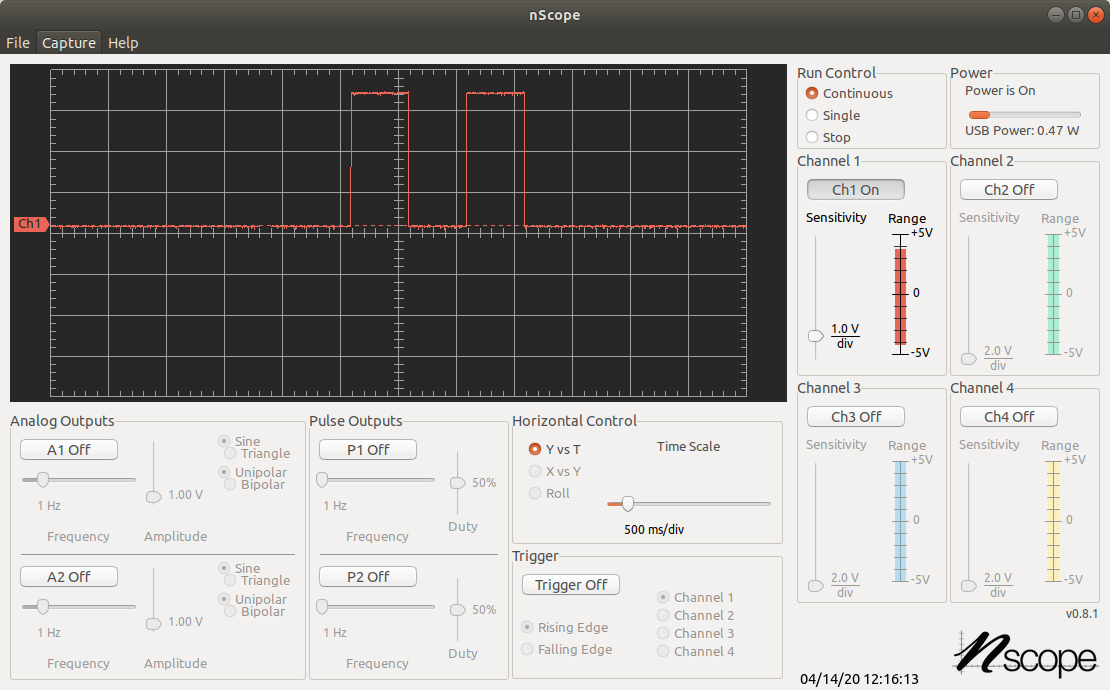 nScope
File Capture Help
Ch1
Run Control
Continuous
Single
Stop
Power
Power is On
USB Power: 0.47 W
Channel 1
Ch1 On
Sensitivity Range
+5V
0
-5V
1.0 V
div
Channel 2
Ch2 Off
Sensitivity Range
+5V
0
-5V
2.0 V
div
Channel 3
Ch3 Off
Sensitivity Range
+5V
0
-5V
2.0 V
div
Channel 4
Ch4 Off
Sensitivity Range
+5V
0
-5V
2.0 V
div
Analog Outputs
A1 Off
1 Hz
Frequency
1.00 V
Amplitude
Sine
Triangle
Unipolar
Bipolar
A2 Off
1 Hz
Frequency
1.00 V
Amplitude
Sine
Triangle
Unipolar
Bipolar
Pulse Outputs
P1 Off
1 Hz
Frequency
50%
Duty
P2 Off
1 Hz
Frequency
50%
Duty
Horizontal Control
Y vs T
X vs Y
Roll
Time Scale
500 ms/div
Trigger
Trigger Off
Rising Edge
Falling Edge
Channel 1
Channel 2
Channel 3
Channel 4
v0.8.1
nscope
04/14/20 12:16:13